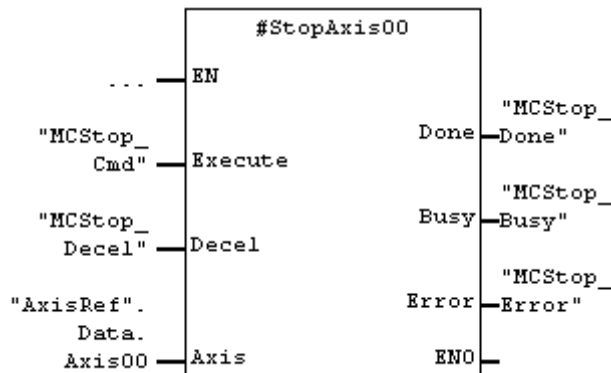 #StopAxis00
... EN
"MCStop_
Cmd" Execute
"MCStop_
Decel" Decel
"AxisRef".
Data.
Axis00 Axis
"MCStop_
Done Done"
"MCStop_
Busy Busy"
"MCStop_
Error Error"
ENO